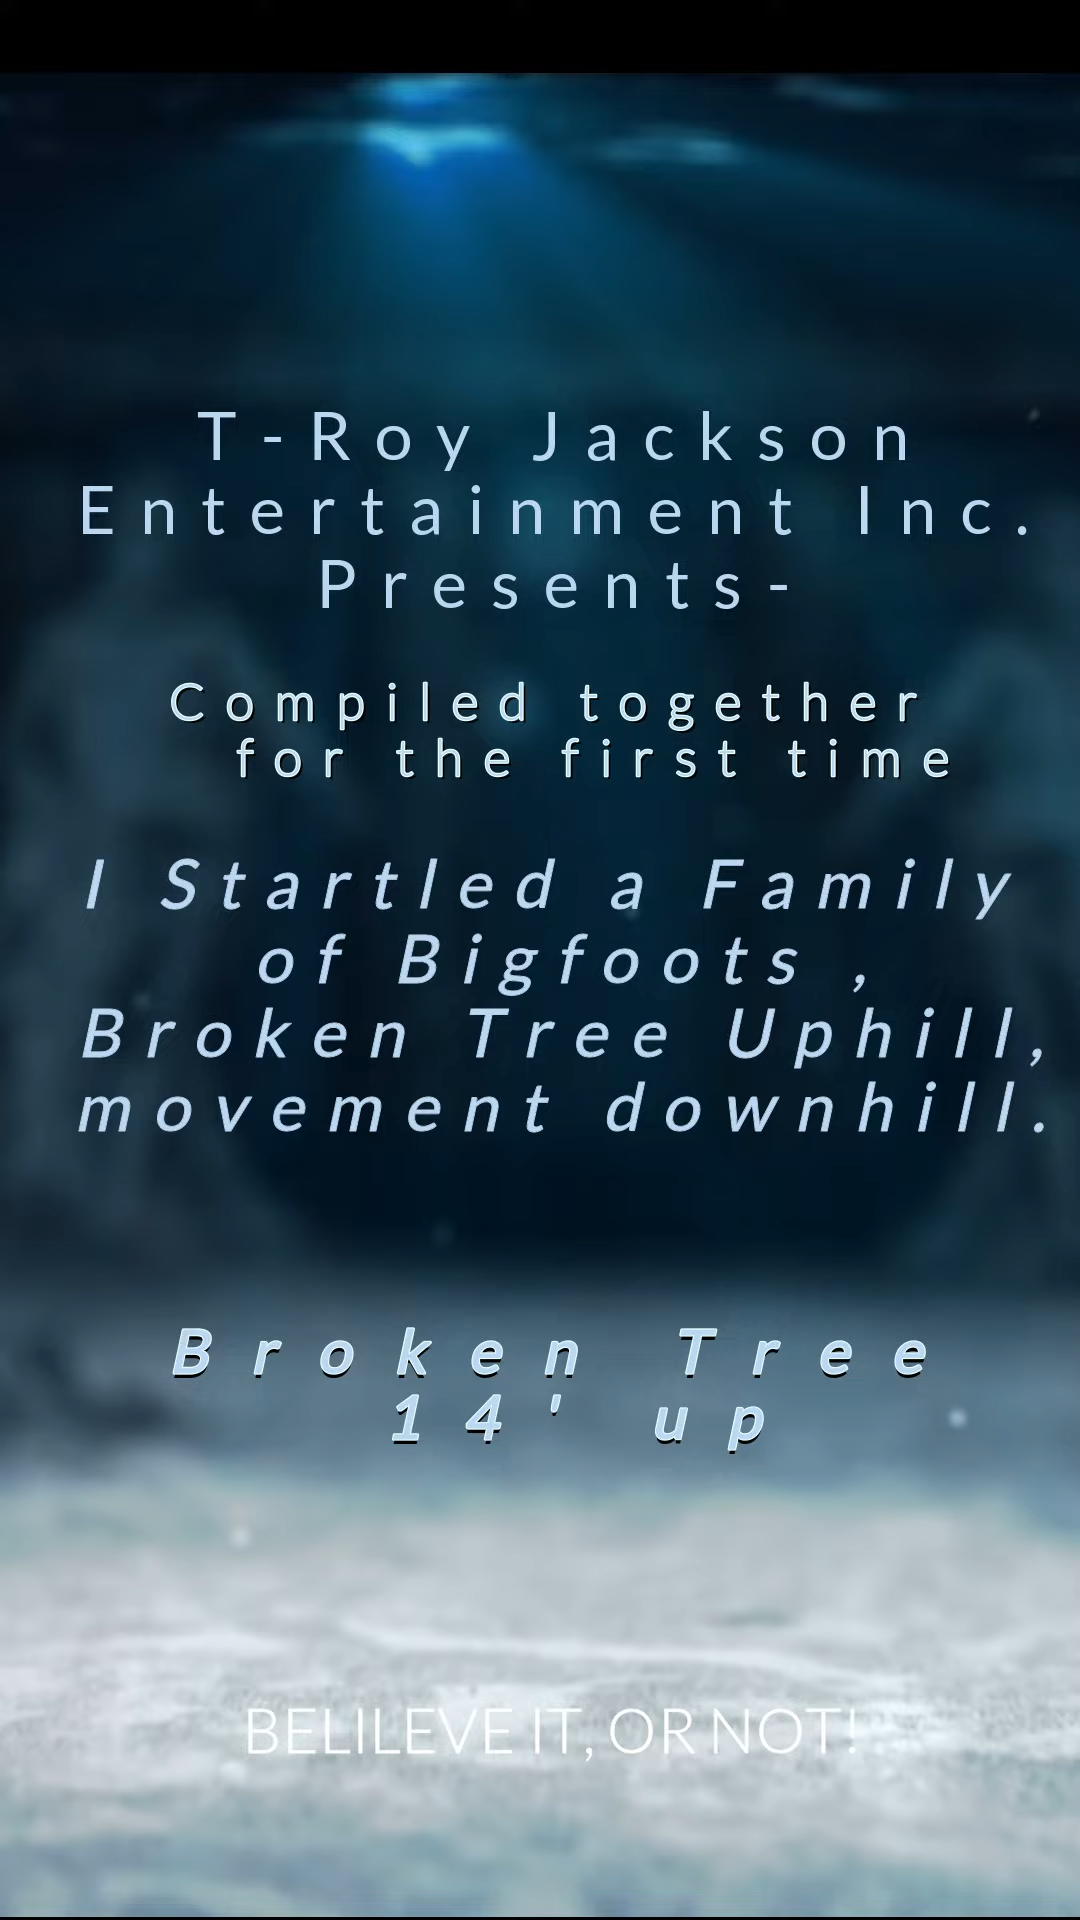 T-Roy Jackson
Entertainment Inc.
Presents-
Compiled together
for the first time
I Startled a Family
of Bigfoots ,
Broken Tree Uphill,
movement downhill.
Broken Tree
14' up
BELILEVE IT, OR NOT!